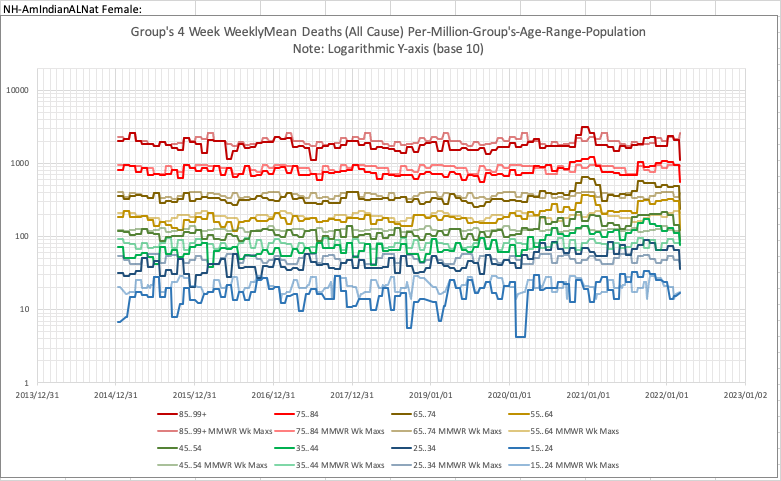 NH-AmIndianALNat Female:
Group's 4 Week WeeklyMean Deaths (All Cause) Per-Million-Group's-Age-Range-Population
Note: Logarithmic Y-axis (base 10)
10000
1000
100
10
1
2013/12/31 2014/12/31 2015/12/31 2016/12/31 2017/12/31 2019/01/01 2020/01/01 2021/01/01 2022/01/01 2023/01/02
85..99+ 75..84 65..74 55..64
85..99+ MMWR Wk Maxs 75..84 MMWR Wk Maxs 65..74 MMWR Wk Maxs 55..64 MMWR Wk Maxs
45..54 35..44 25..34 15..24
45..54 MMWR Wk Maxs 35..44 MMWR Wk Maxs 25..34 MMWR Wk Maxs 15..24 MMWR Wk Maxs